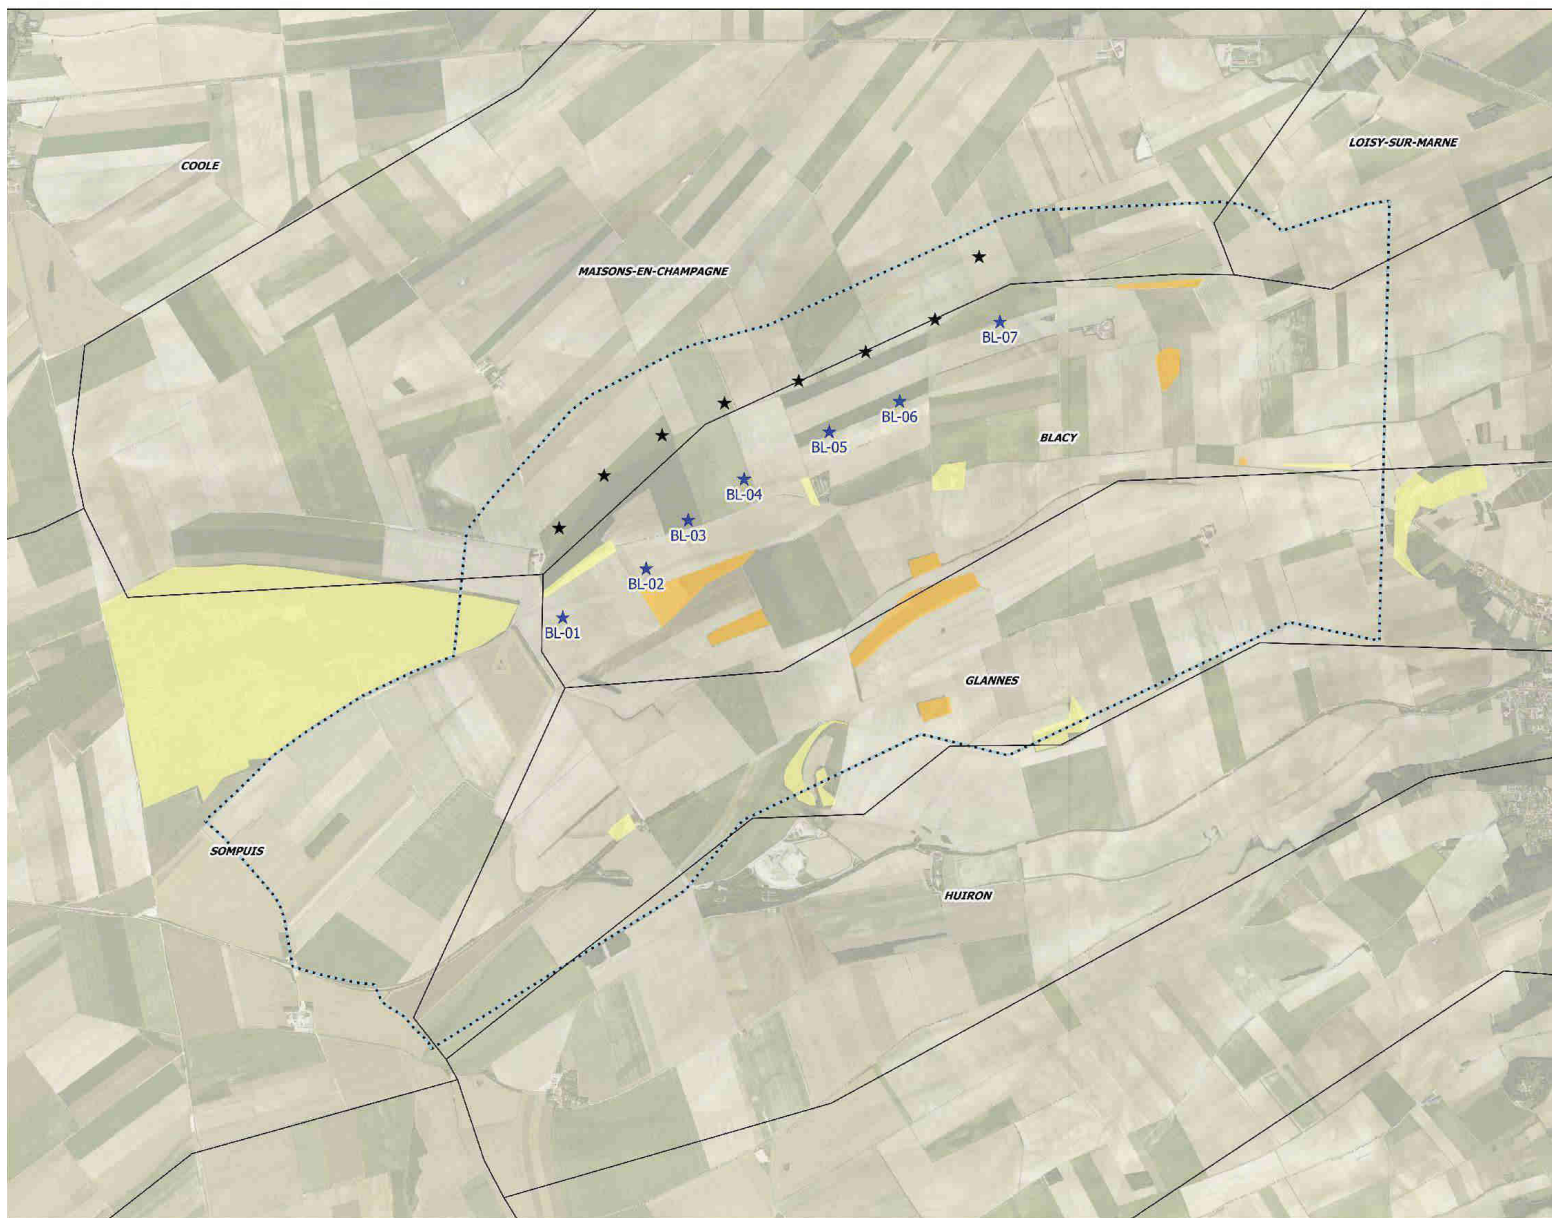 LOISY-SUR-MARNE
COOLE
MAISONS-EN-CHAMPAGNE
BL-07
BL-06
BLACY
BL-05
BL-04
BL-03
BL-02
BL-01
GLANNES
SOMPUIS
HUIRON